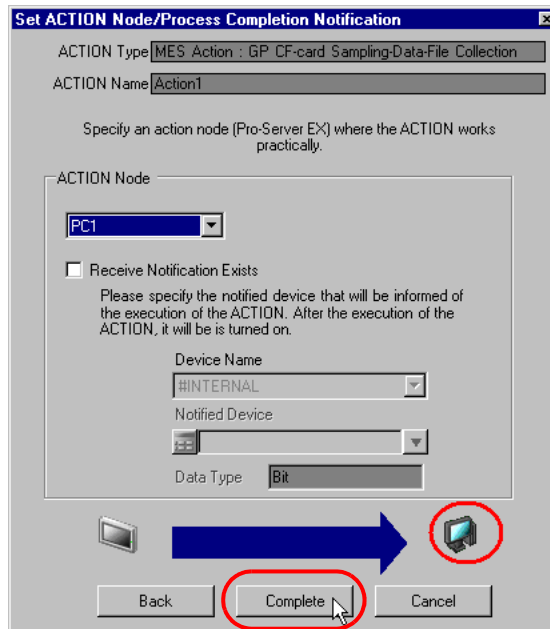 Set ACTION Node/Process Completion Notification
ACTION Type MES Action : GP CF-card Sampling-Data-File Collection
ACTION Name Action1
Specify an action node (Pro-Server EX) where the ACTION works
practically.
ACTION Node
PC1
Receive Notification Exists
Please specify the notified device that will be informed of
the execution of the ACTION. After the execution of the
ACTION, it will be is turned on.
Device Name
#INTERNAL
Notified Device
Data Type Bit
Back Complete Cancel